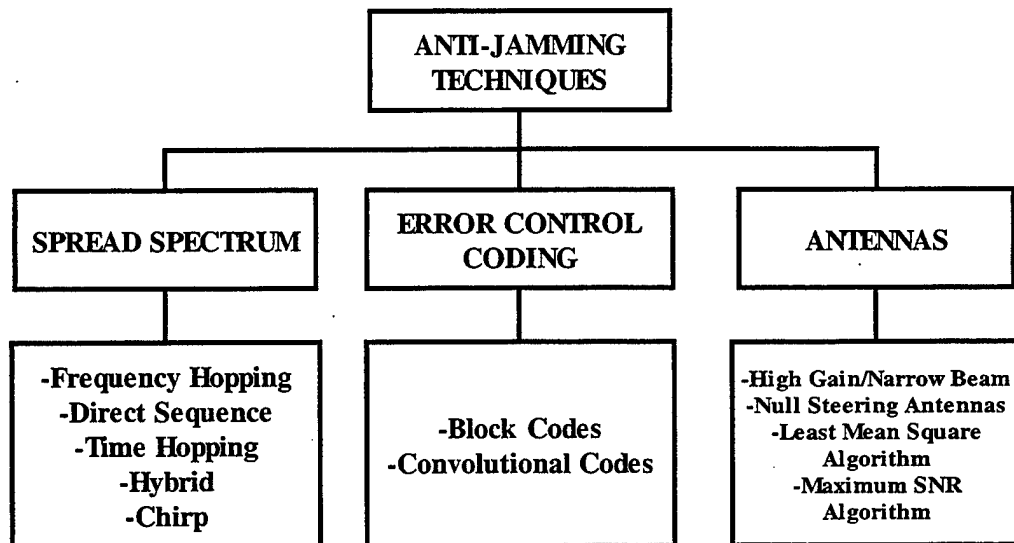 ANTI-JAMMING
TECHNIQUES
SPREAD SPECTRUM
ERROR CONTROL
CODING
ANTENNAS
-Frequency Hopping
-Direct Sequence
-Time Hopping
-Hybrid
-Chirp
-Block Codes
-Convolutional Codes
-High Gain/Narrow Beam
-Null Steering Antennas
-Least Mean Square
Algorithm
-Maximum SNR
Algorithm